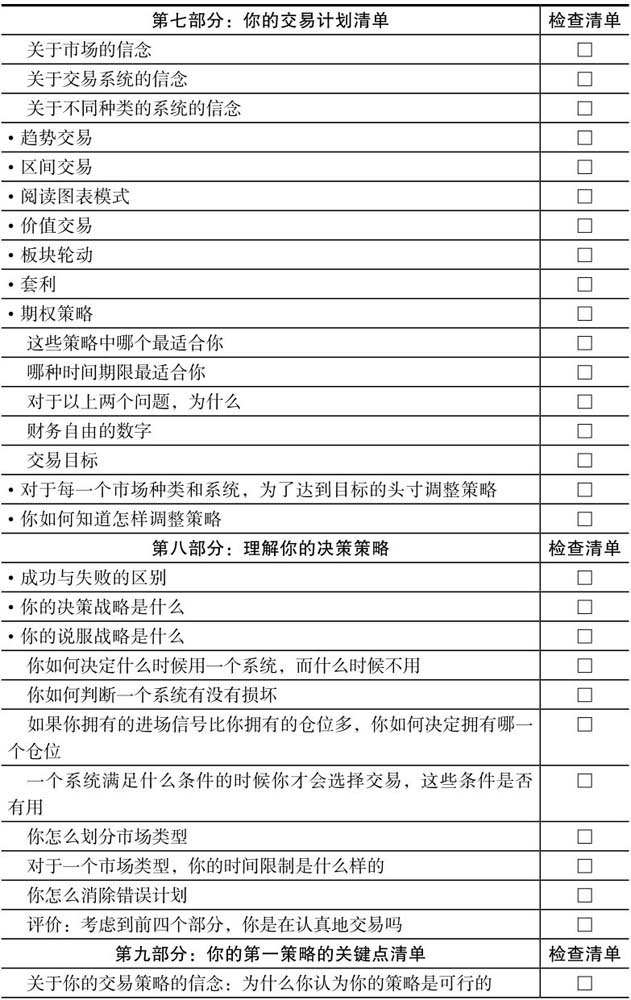 第七部分：你的交易计划清单 检查清单
关于市场的信念 □
关于交易系统的信念 □
关于不同种类的系统的信念 □
•趋势交易 □
•区间交易 □
•阅读图表模式 □
•价值交易 □
•板块轮动 □
•套利 □
•期权策略 □
这些策略中哪个最适合你 □
哪种时间期限最适合你 □
对于以上两个问题，为什么 □
财务自由的数字 □
交易目标 □
•对于每一个市场种类和系统，为了达到目标的头寸调整策略 □
•你如何知道怎样调整策略 □
第八部分：理解你的决策策略 检查清单
•成功与失败的区别 □
•你的决策战略是什么 □
•你的说服战略是什么 □
你如何决定什么时候用一个系统，而什么时候不用 □
你如何判断一个系统有没有损坏 □
如果你拥有的进场信号比你拥有的仓位多，你如何决定拥有哪一 □
个仓位
一个系统满足什么条件的时候你才会选择交易，这些条件是否 □
有用
你怎么划分市场类型 □
对于一个市场类型，你的时间限制是什么样的 □
你怎么消除错误计划 □
评价：考虑到前四个部分，你是在认真地交易吗 □
第九部分：你的第一策略的关键点清单 检查清单
关于你的交易策略的信念：为什么你认为你的策略是可行的 □